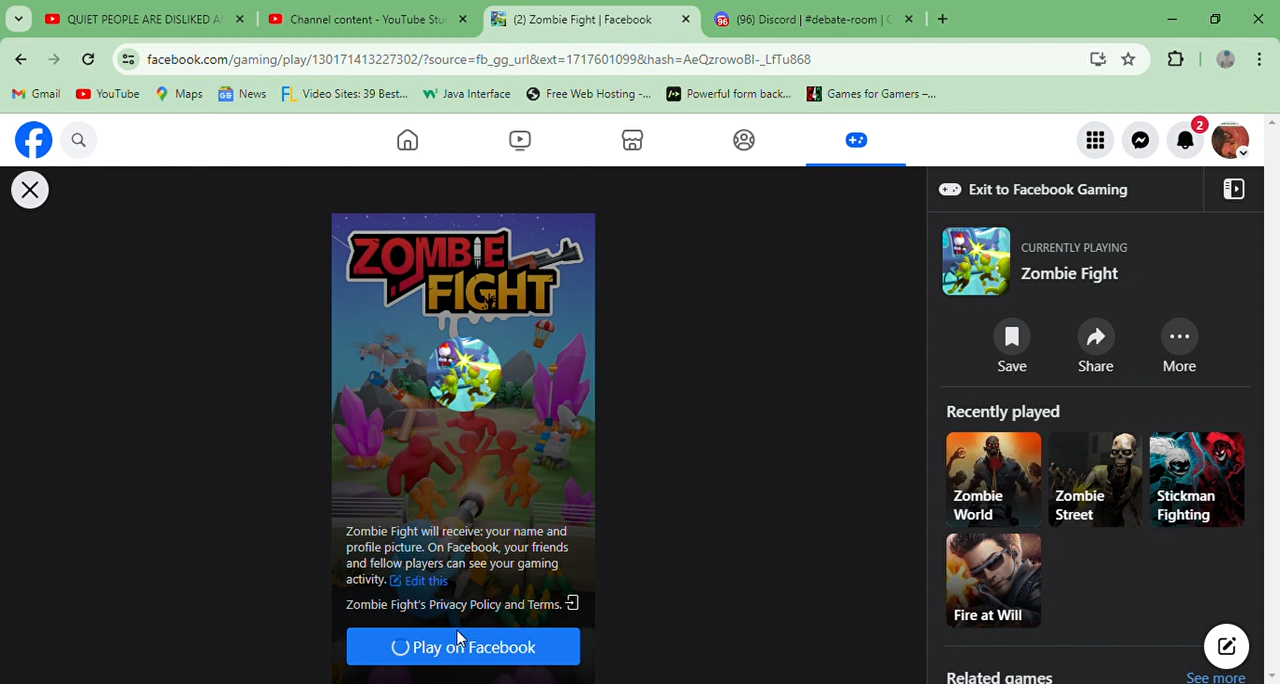 QUIET PEOPLE ARE DISLIKED A
Channel content - YouTube Stu
(2) Zombie Fight | Facebook
(96) Discord | #debate-room |
facebook.com/gaming/play/130171413227302/?source=fb_gg_url&ext=1717601099&hash=AeQzrowoBI-_LfTu868
Gmail
YouTube
Maps
News
Video Sites: 39 Best...
Java Interface
Free Web Hosting -...
Powerful form back...
Games for Gamers –...
2
Exit to Facebook Gaming
CURRENTLY PLAYING
Zombie Fight
Save
Share
More
ZOMBIE
FIGHT
Zombie Fight will receive: your name and
profile picture. On Facebook, your friends
and fellow players can see your gaming
activity. Edit this
Zombie Fight's Privacy Policy and Terms.
Play on Facebook
Recently played
Zombie
World
Zombie
Street
Stickman
Fighting
Fire at Will
Related games
See more